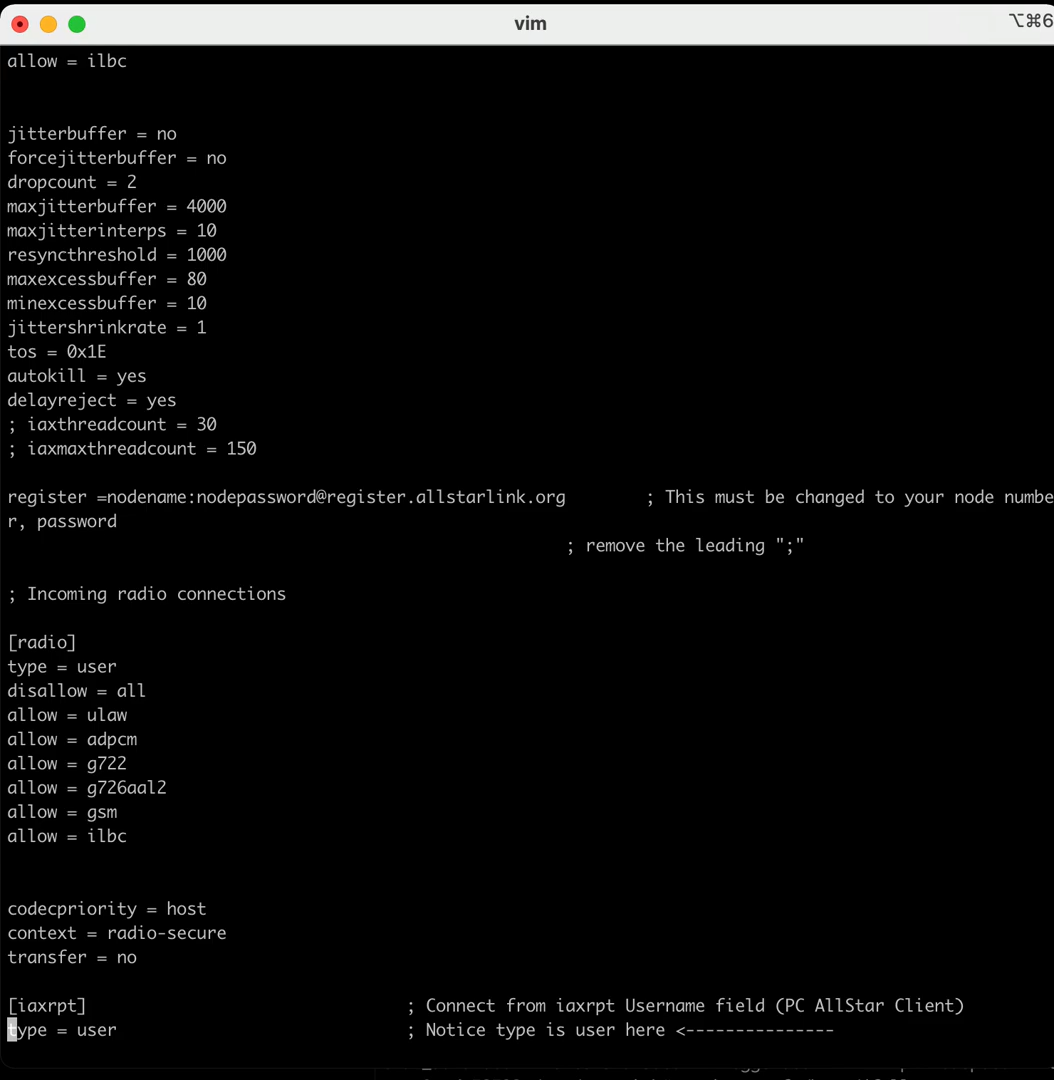 vim
⌥⌘6
allow = ilbc
jitterbuffer = no
forcejitterbuffer = no
dropcount = 2
maxjitterbuffer = 4000
maxjitterinterps = 10
resyncthreshold = 1000
maxexcessbuffer = 80
minexcessbuffer = 10
jittershrinkrate = 1
tos = 0x1E
autokill = yes
delayreject = yes
; iaxthreadcount = 30
; iaxmaxthreadcount = 150
register =nodename:nodepassword@register.allstarlink.org ; This must be changed to your node numbe
r, password
; remove the leading ";"
; Incoming radio connections
[radio]
type = user
disallow = all
allow = ulaw
allow = adpcm
allow = g722
allow = g726aal2
allow = gsm
allow = ilbc
codecpriority = host
context = radio-secure
transfer = no
[iaxrpt] ; Connect from iaxrpt Username field (PC AllStar Client)
type = user ; Notice type is user here <---------------